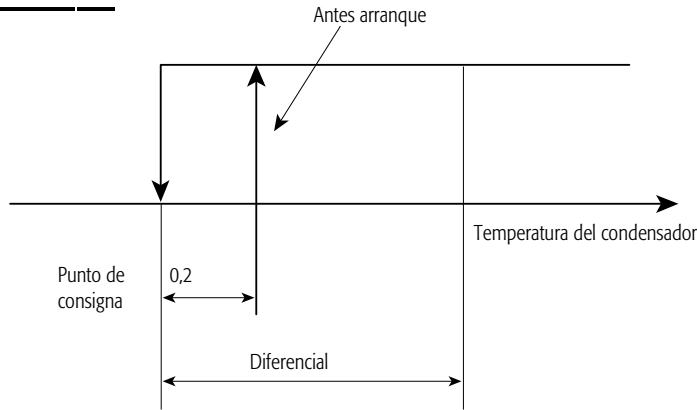 Antes arranque
Temperatura del condensador
Punto de
consigna
0,2
Diferencial